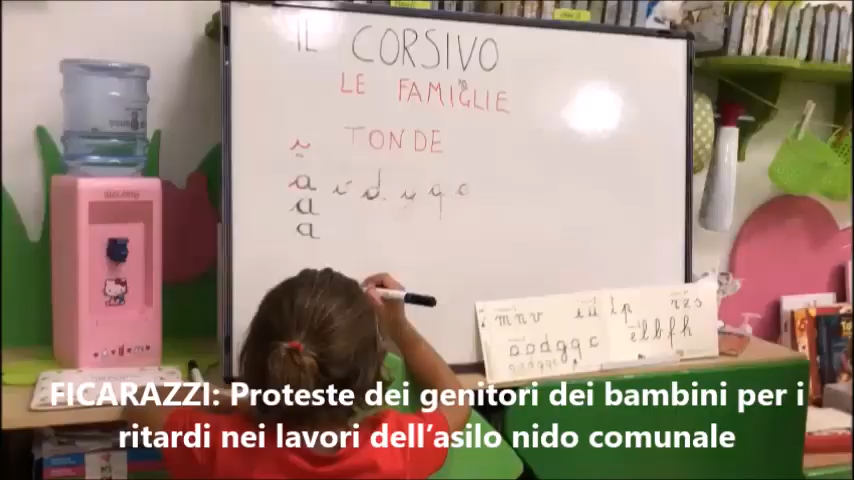 IL CORSIVO
LE FAMIGLIE
TONDE
a i d. u q c
a
a
m n v i u t p r z s
a o d g q c e l b f h
a o d g q c
FICARAZZI: Proteste dei genitori dei bambini per i
ritardi nei lavori dell'asilo nido comunale